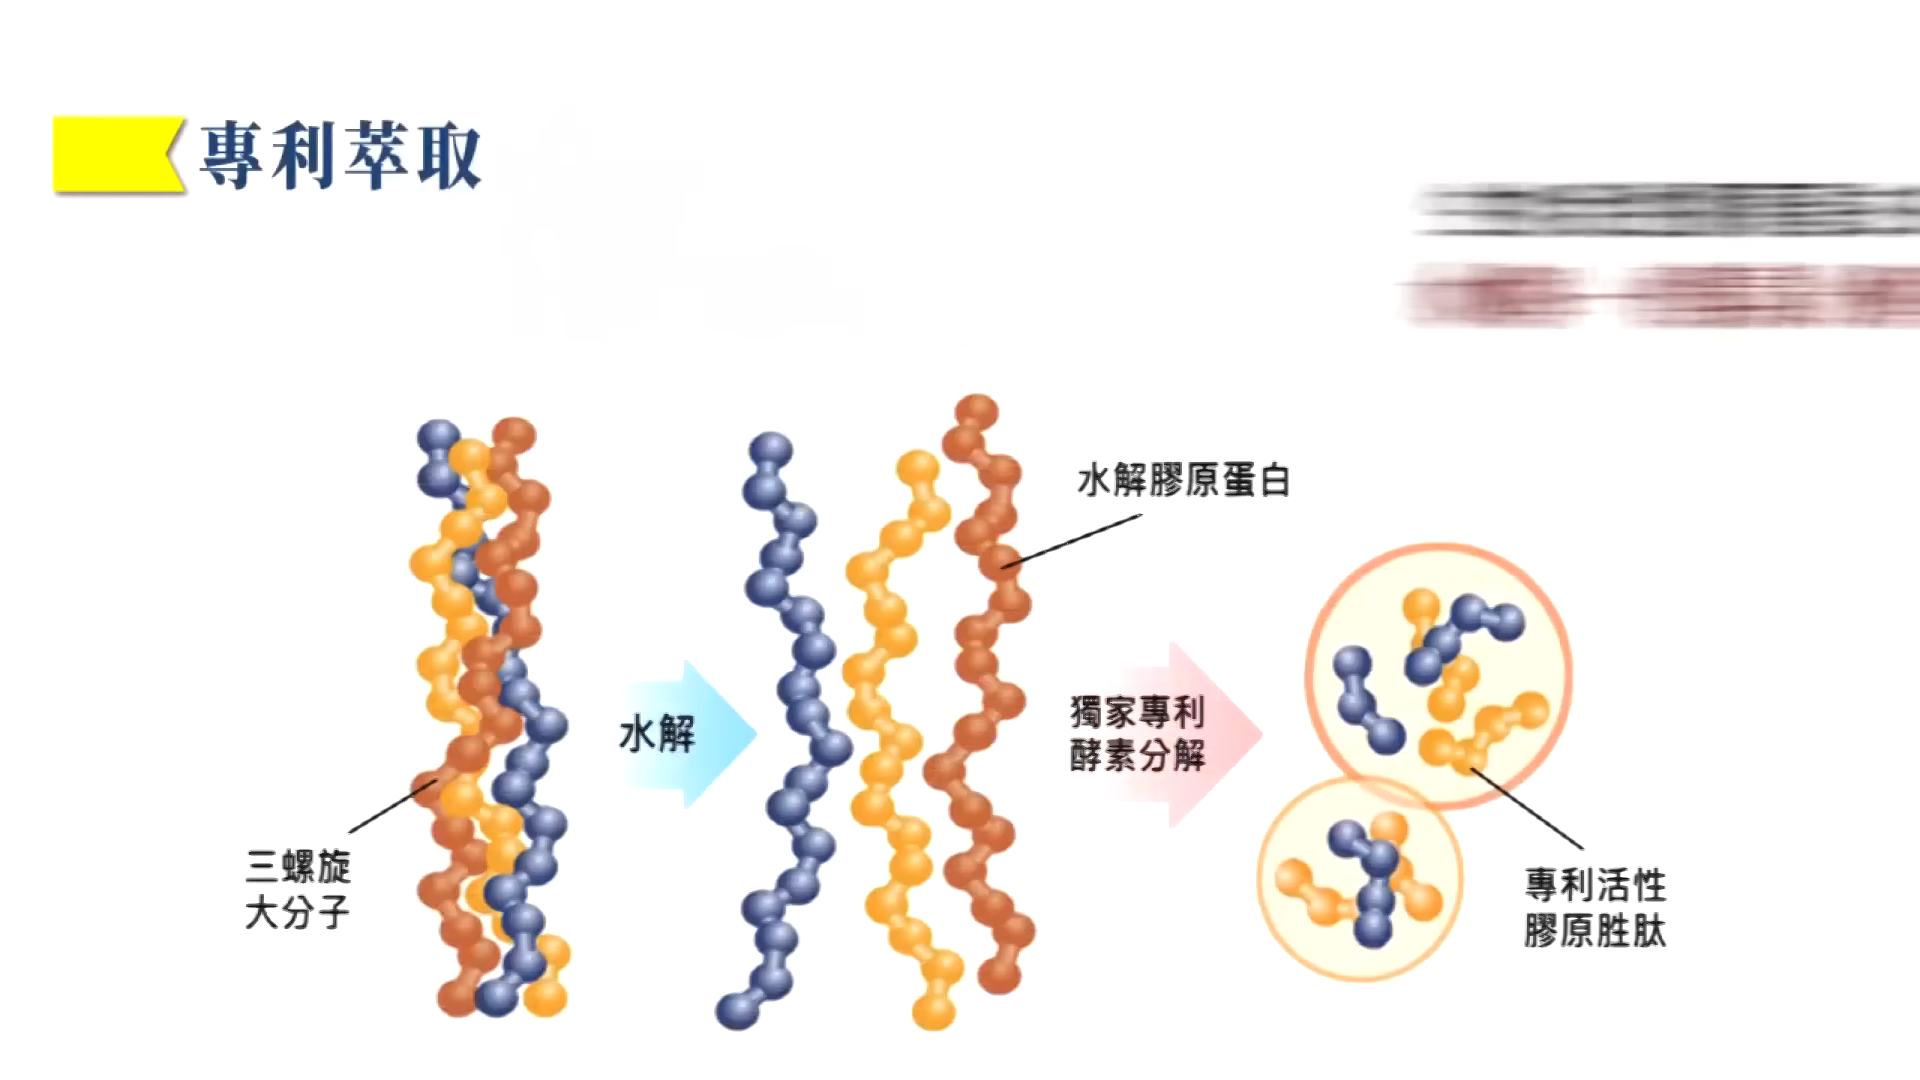 專利萃取
水解膠原蛋白
水解
獨家專利
酵素分解
三螺旋
大分子
專利活性
膠原胜肽